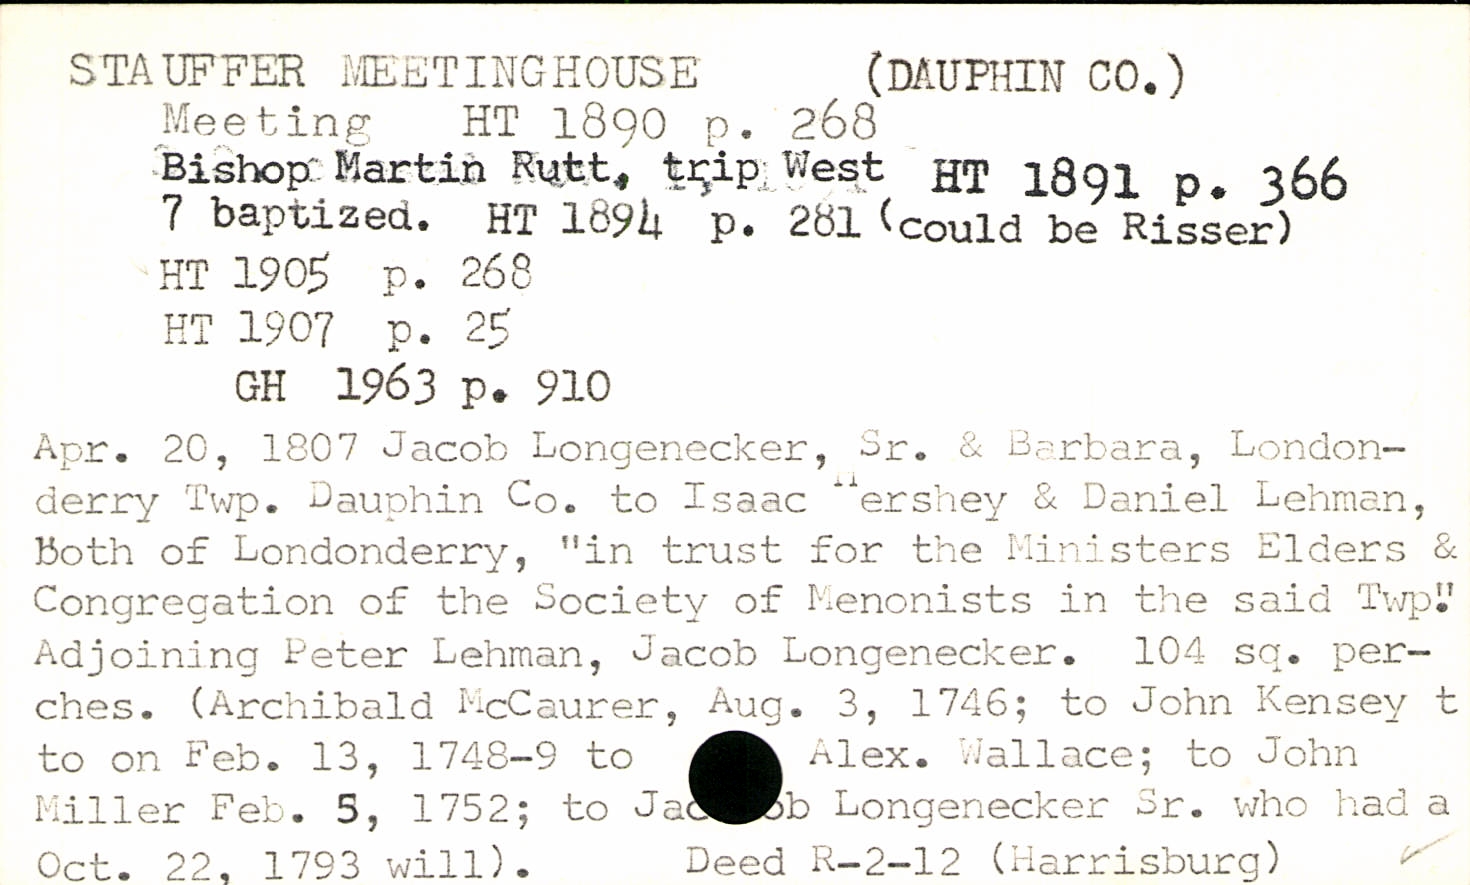 STAUFFER MEETINGHOUSE (DAUPHIN CO.)
Meeting HT 1890 p. 268
Bishop Martin Rutt, trip West HT 1891 p. 366
7 baptized. HT 1894 p. 281 (could be Risser)
HT 1905 p. 268
HT 1907 p. 25
GH 1963 p. 910
Apr. 20, 1807 Jacob Longenecker, Sr. & Barbara, London-
derry Twp. Dauphin Co. to Isaac Hershey & Daniel Lehman,
Both of Londonderry, "in trust for the Ministers Elders &
Congregation of the Society of Menonists in the said Twp."
Adjoining Peter Lehman, Jacob Longenecker. 104 sq. per-
ches. (Archibald McCaurer, Aug. 3, 1746; to John Kensey t
to on Feb. 13, 1748-9 to Alex. Wallace; to John
Miller Feb. 5, 1752; to Jac ob Longenecker Sr. who had a
Oct. 22, 1793 will). Deed R-2-12 (Harrisburg)